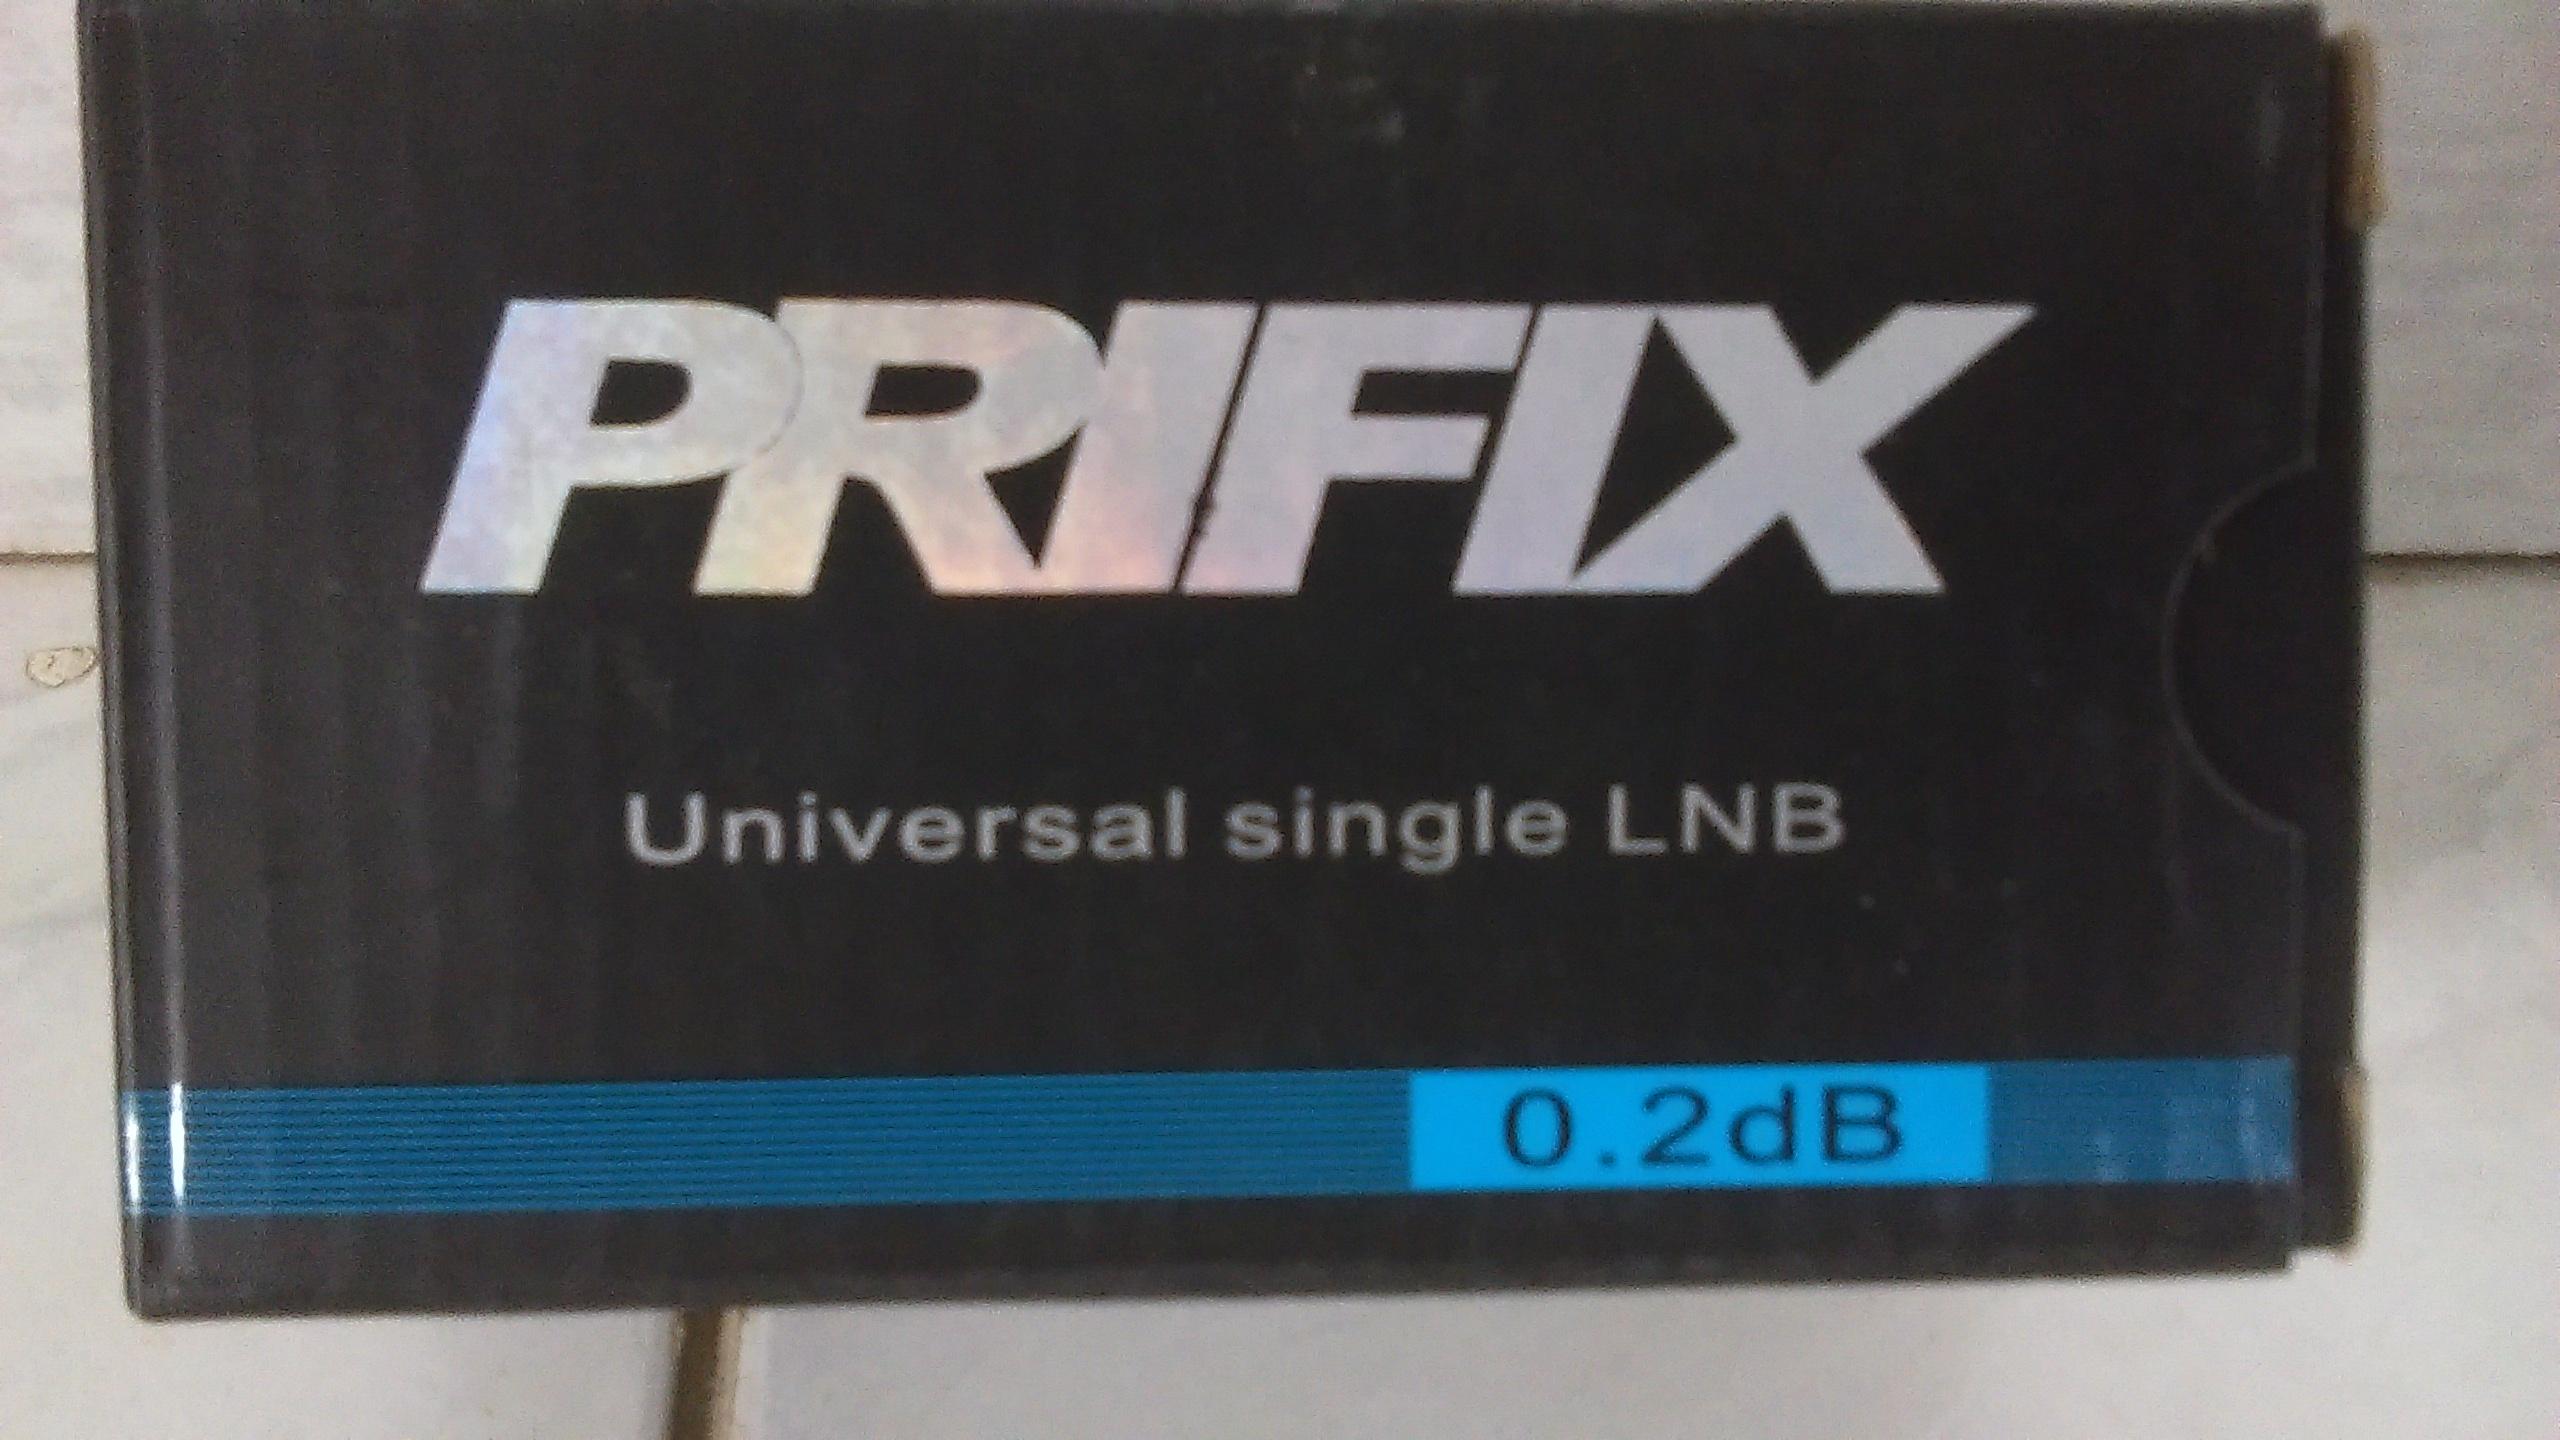 PRIFIX
Universal single LNB
0.2dB